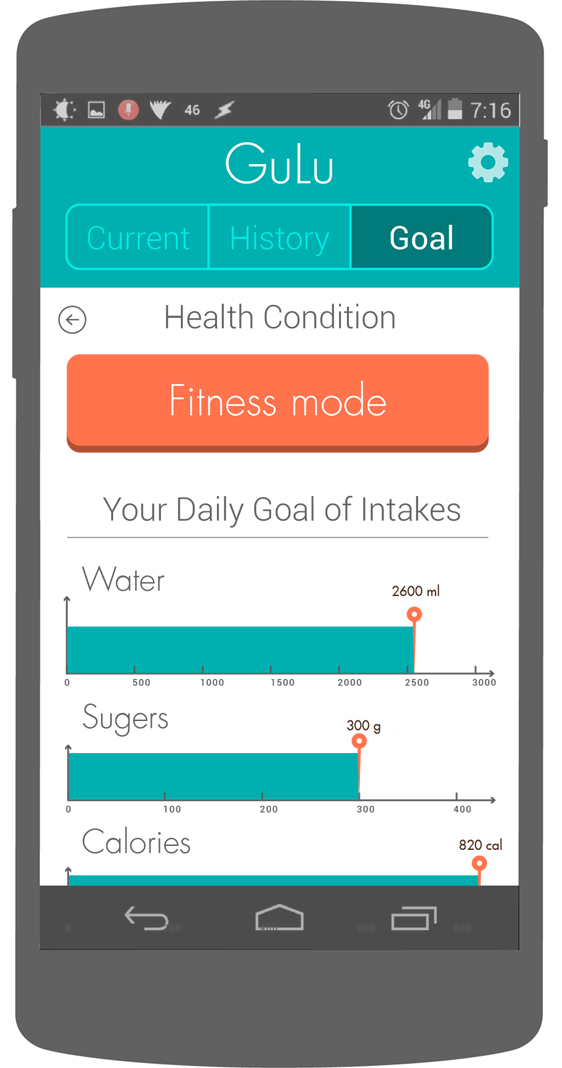 46 4G 7:16
GuLu
Current History Goal
Health Condition
Fitness mode
Your Daily Goal of Intakes
Water
2600 ml
0 500 1000 1500 2000 2500 3000
Sugers
300 g
0 100 200 300 400
Calories
820 cal